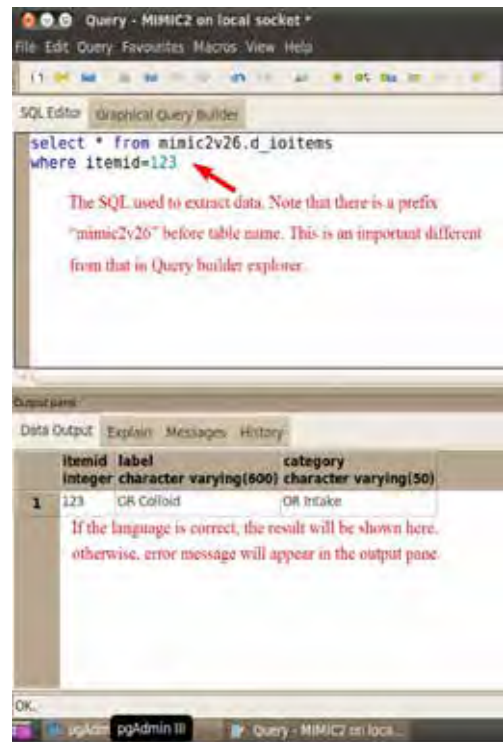 Query - MIMIC2 on local socket *
File Edit Query Favourites Macros View Help
SQL Editor Graphical Query Builder
select * from mimic2v26.d_ioitems
where itemid=123
The SQL used to extract data. Note that there is a prefix
"mimic2v26" before table name. This is an important different
from that in Query builder explorer.
Output pane
Data Output Explain Messages History
itemid label category
integer character varying(600) character varying(50)
1 123 OR Colloid OR Intake
If the language is correct, the result will be shown here,
otherwise, error message will appear in the output pane
OK.
pgAdm pgAdmin III Query - MIMIC2 on loca...